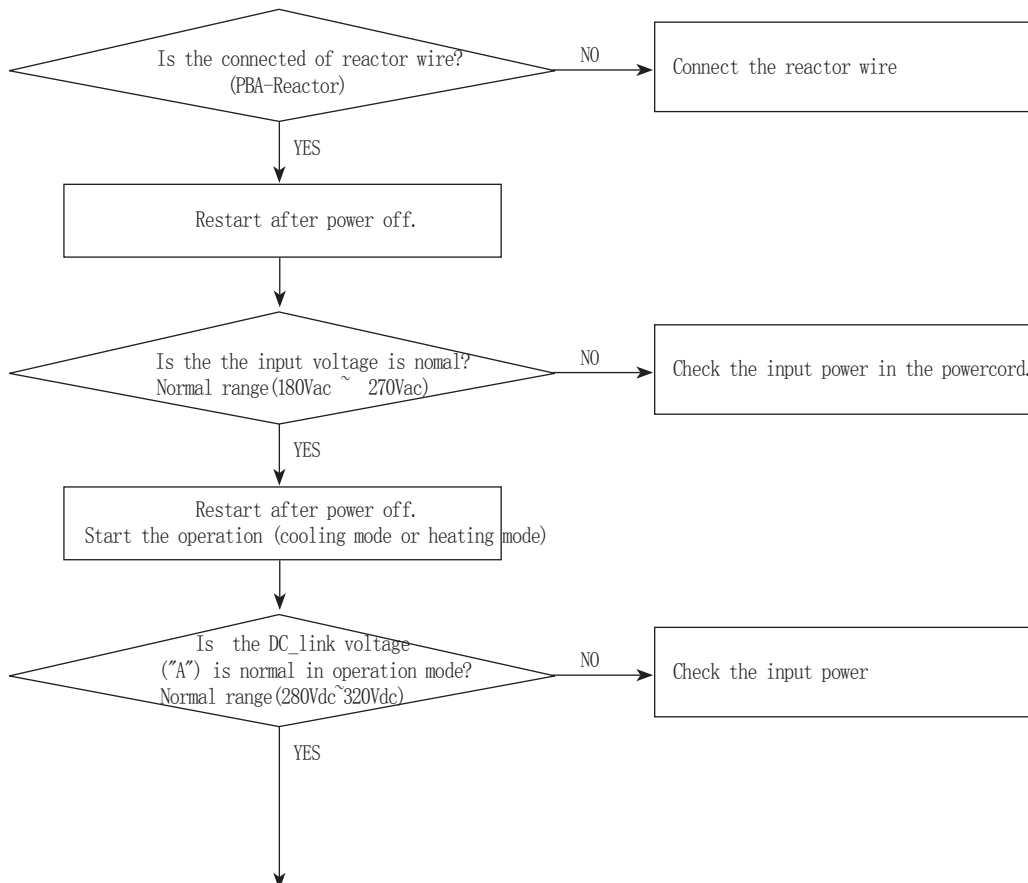 Is the connected of reactor wire?
(PBA-Reactor)
NO
Connect the reactor wire
YES
Restart after power off.
Is the the input voltage is nomal?
Normal range(180Vac ~ 270Vac)
NO
Check the input power in the powercord.
YES
Restart after power off.
Start the operation (cooling mode or heating mode)
Is the DC_link voltage
("A") is normal in operation mode?
Normal range(280Vdc~320Vdc)
NO
Check the input power
YES